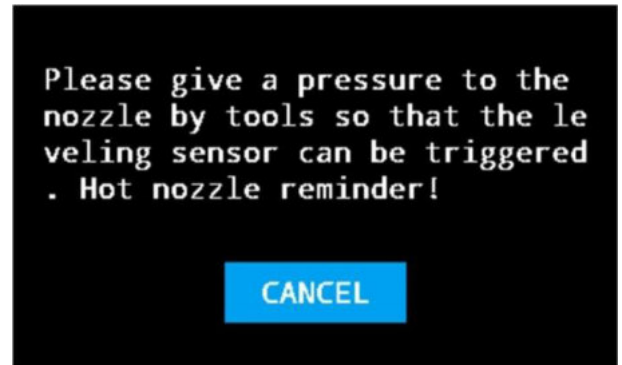 Please give a pressure to the
nozzle by tools so that the le
veling sensor can be triggered
. Hot nozzle reminder!
CANCEL